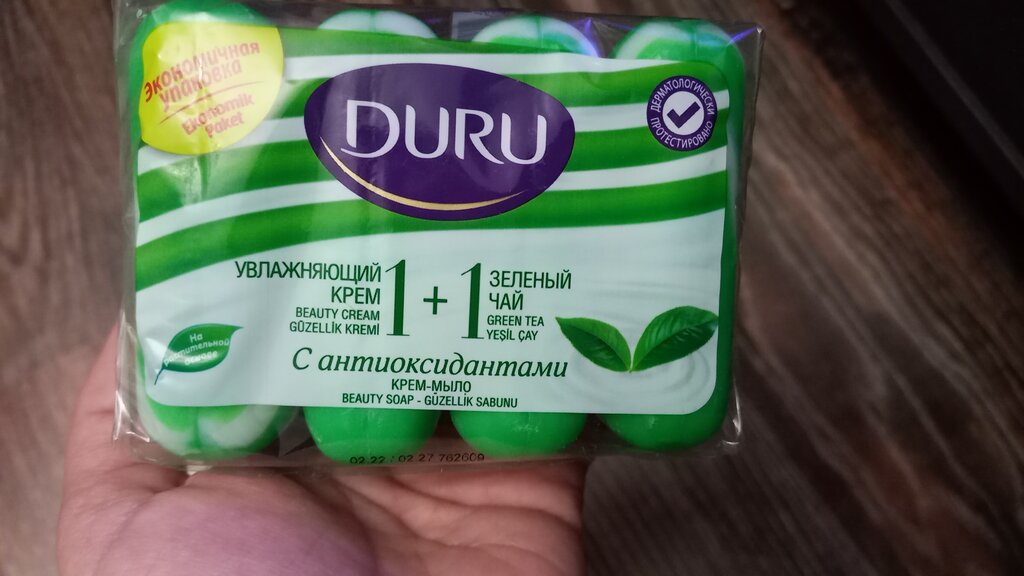 Экономичная
упаковка
Ekonomik
Paket
DURU
ДЕРМАТОЛОГИЧЕСКИ
ПРОТЕСТИРОВАНО
УВЛАЖНЯЮЩИЙ
КРЕМ
BEAUTY CREAM
GÜZELLİK KREMİ
1+1
ЗЕЛЕНЫЙ
ЧАЙ
GREEN TEA
YEŞİL ÇAY
На
растительной
основе
С антиоксидантами
КРЕМ-МЫЛО
BEAUTY SOAP - GÜZELLİK SABUNU
02 22 / 02 27 762609